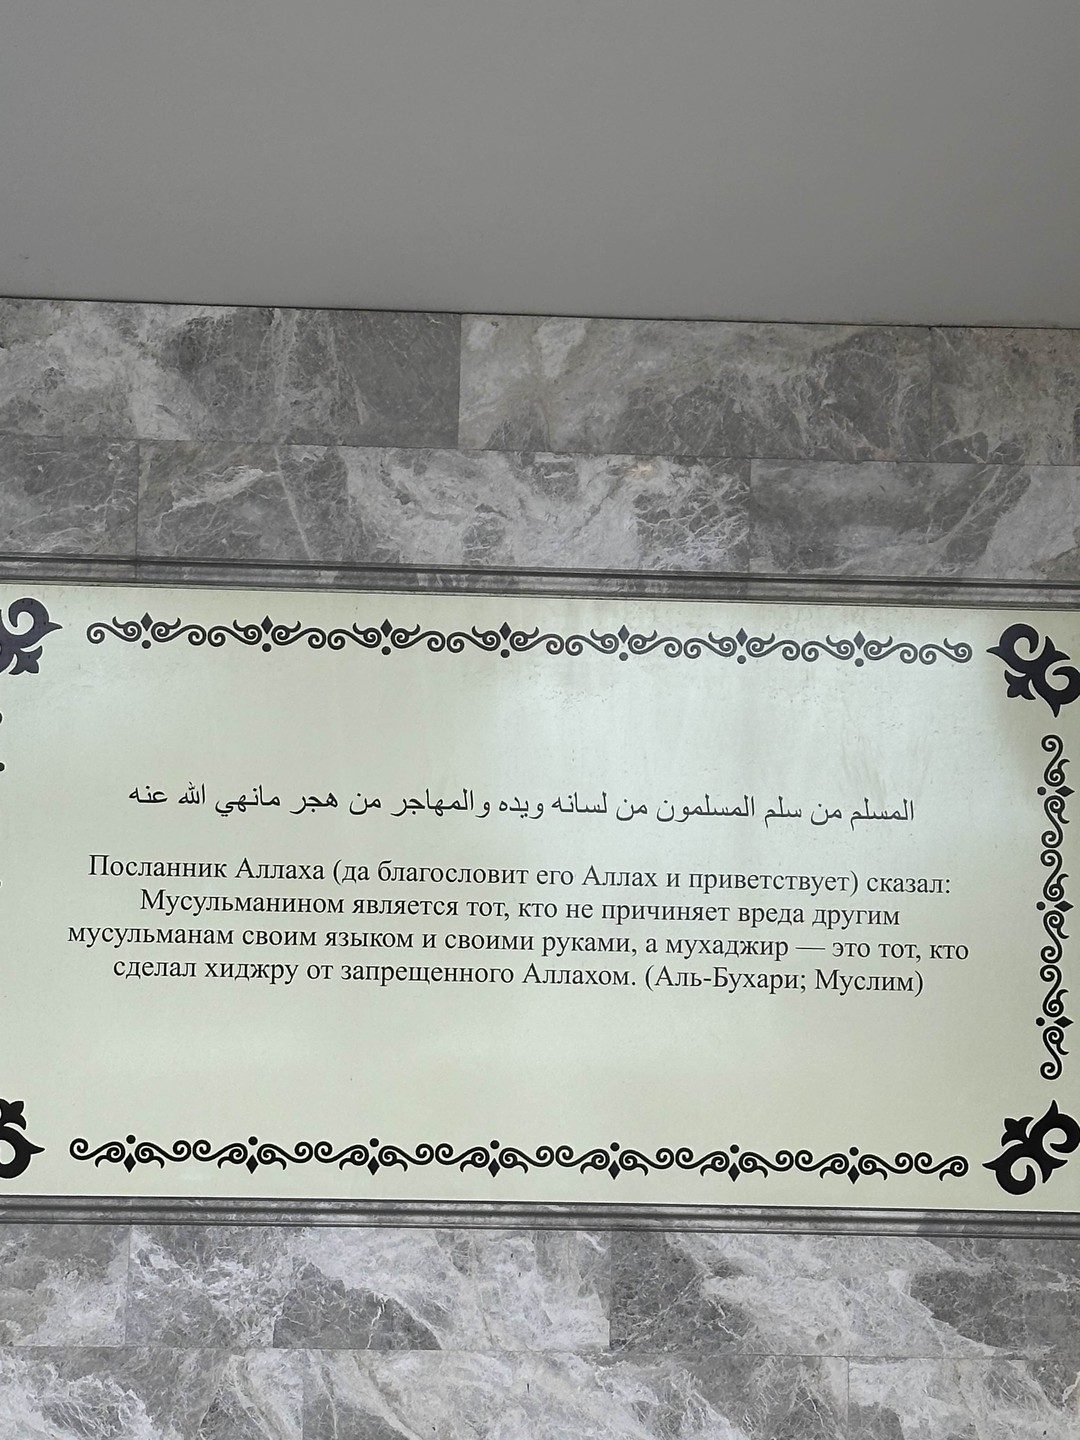 المسلم من سلم المسلمون من لسانه ويده والمهاجر من هجر مانهي الله عنه
Посланник Аллаха (да благословит его Аллах и приветствует) сказал:
Мусульманином является тот, кто не причиняет вреда другим
мусульманам своим языком и своими руками, а мухаджир — это тот, кто
сделал хиджру от запрещенного Аллахом. (Аль-Бухари; Муслим)